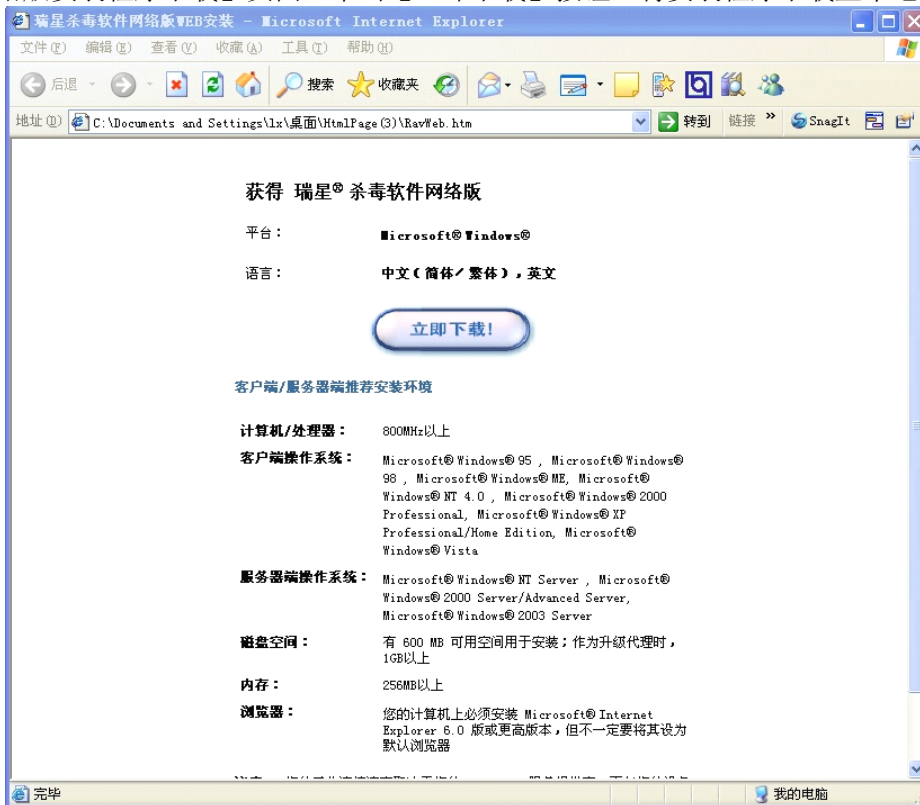 瑞星杀毒软件网络版WEB安装 - Microsoft Internet Explorer
文件(F) 编辑(E) 查看(V) 收藏(A) 工具(T) 帮助(H)
后退 搜索 收藏夹
地址(D) C:\Documents and Settings\lx\桌面\HtmlPage(3)\RavWeb.htm 转到 链接 » SnagIt
获得 瑞星® 杀毒软件网络版
平台： Microsoft® Windows®
语言： 中文(简体/繁体)，英文
立即下载!
客户端/服务器端推荐安装环境
计算机/处理器： 800MHz以上
客户端操作系统： Microsoft® Windows® 95 , Microsoft® Windows®
98 , Microsoft® Windows® ME, Microsoft®
Windows® NT 4.0 , Microsoft® Windows® 2000
Professional, Microsoft® Windows® XP
Professional/Home Edition, Microsoft®
Windows® Vista
服务器端操作系统： Microsoft® Windows® NT Server , Microsoft®
Windows® 2000 Server/Advanced Server,
Microsoft® Windows® 2003 Server
磁盘空间： 有 600 MB 可用空间用于安装；作为升级代理时，
1GB以上
内存： 256MB以上
浏览器： 您的计算机上必须安装 Microsoft® Internet
Explorer 6.0 版或更高版本，但不一定要将其设为
默认浏览器
完毕 我的电脑